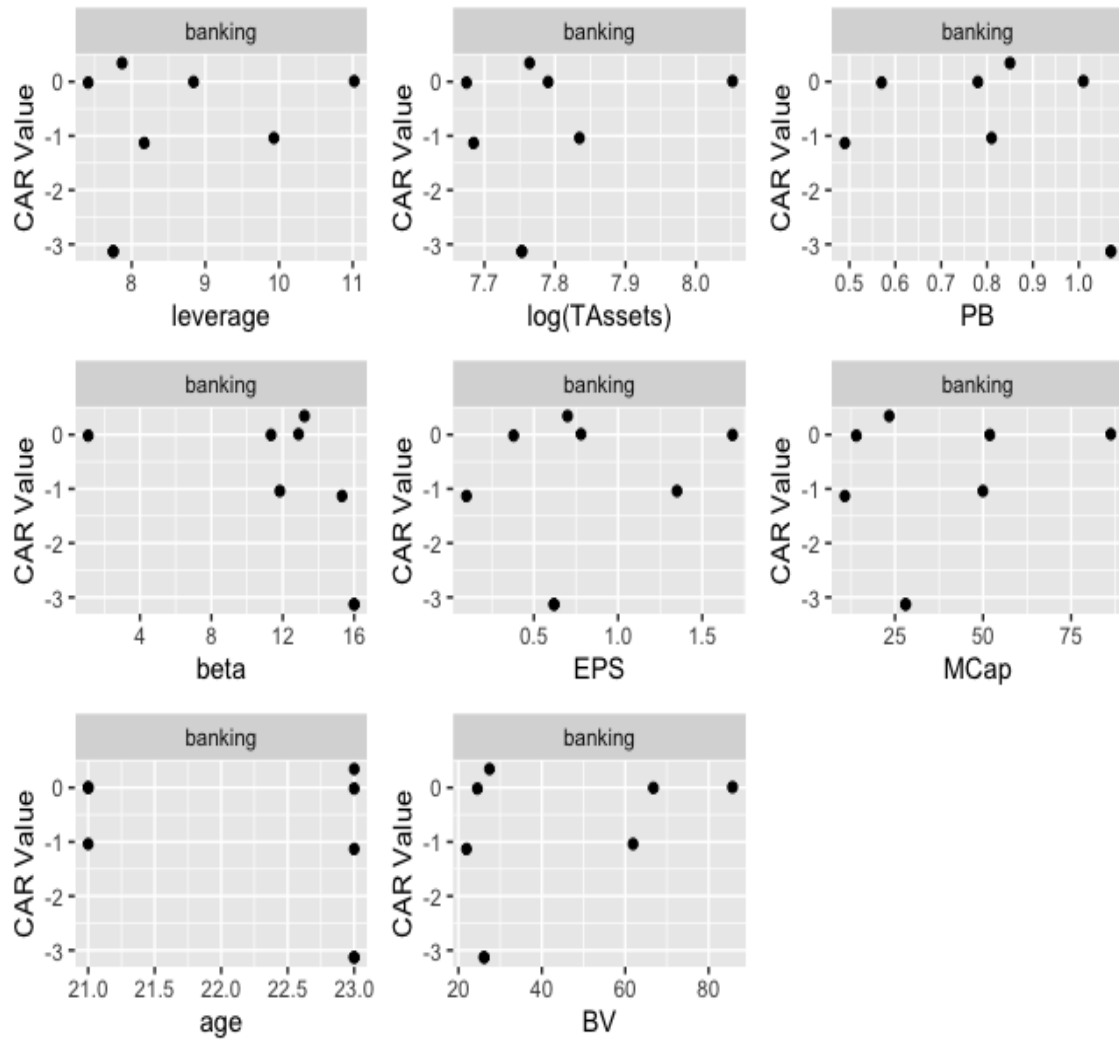 banking
banking
banking
CAR Value
0
-1
-2
-3
CAR Value
0
-1
-2
-3
CAR Value
0
-1
-2
-3
8 9 10 11
7.7 7.8 7.9 8.0
0.5 0.6 0.7 0.8 0.9 1.0
leverage
log(TAssets)
PB
banking
banking
banking
CAR Value
0
-1
-2
-3
CAR Value
0
-1
-2
-3
CAR Value
0
-1
-2
-3
4 8 12 16
0.5 1.0 1.5
25 50 75
beta
EPS
MCap
banking
banking
CAR Value
0
-1
-2
-3
CAR Value
0
-1
-2
-3
21.0 21.5 22.0 22.5 23.0
20 40 60 80
age
BV